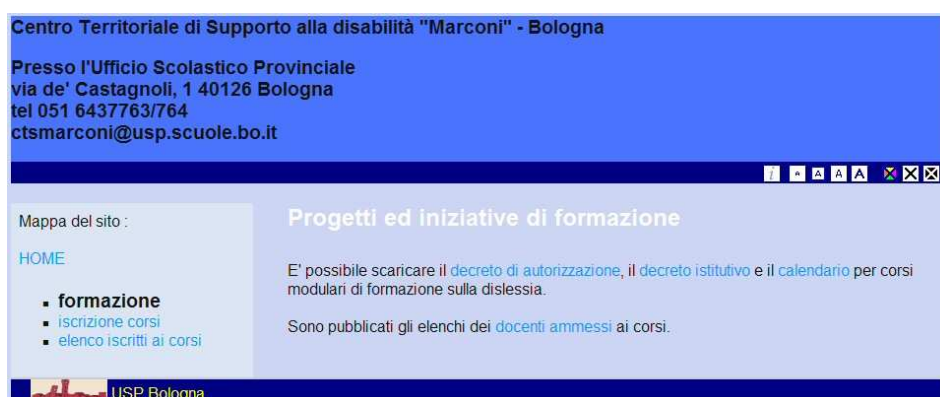 Centro Territoriale di Supporto alla disabilità "Marconi" - Bologna
Presso l'Ufficio Scolastico Provinciale
via de' Castagnoli, 1 40126 Bologna
tel 051 6437763/764
ctsmarconi@usp.scuole.bo.it
i A A A A
Mappa del sito :
HOME
formazione
iscrizione corsi
elenco iscritti ai corsi
Progetti ed iniziative di formazione
E' possibile scaricare il decreto di autorizzazione, il decreto istitutivo e il calendario per corsi
modulari di formazione sulla dislessia.
Sono pubblicati gli elenchi dei docenti ammessi ai corsi.
USP Bologna